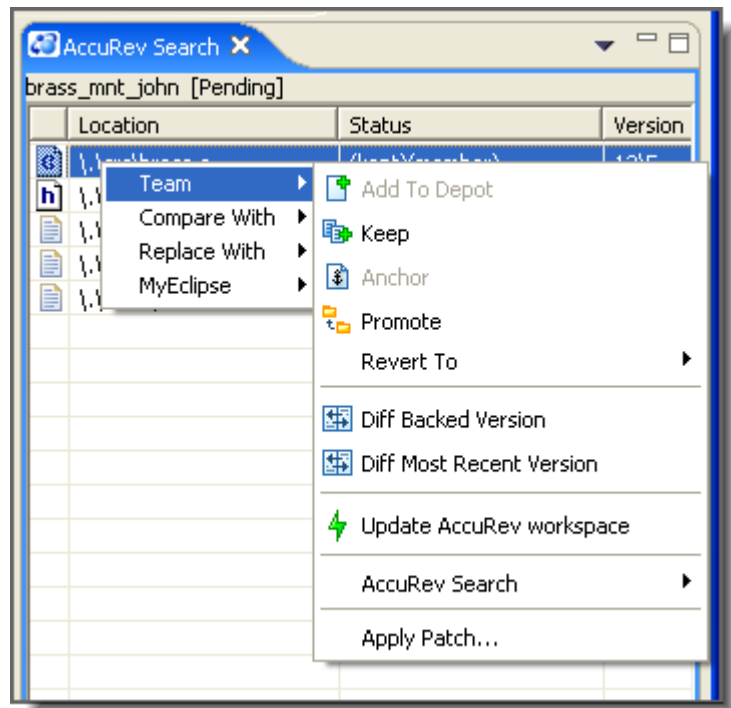 AccuRev Search
brass_mnt_john [Pending]
Location Status Version
Team
Compare With
Replace With
MyEclipse
Add To Depot
Keep
Anchor
Promote
Revert To
Diff Backed Version
Diff Most Recent Version
Update AccuRev workspace
AccuRev Search
Apply Patch...